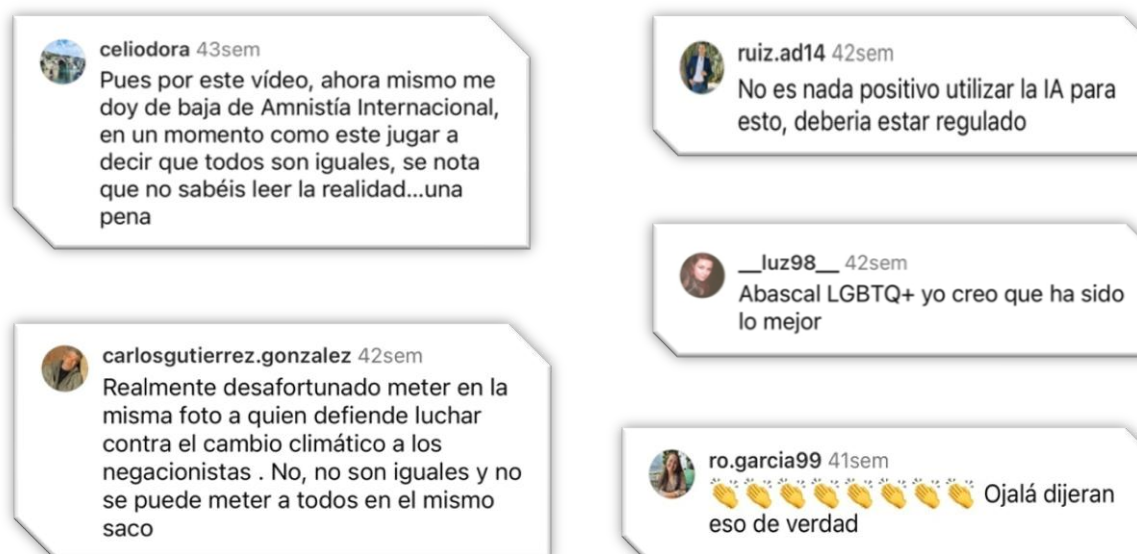 celiodora 43sem
Pues por este vídeo, ahora mismo me
doy de baja de Amnistía Internacional,
en un momento como este jugar a
decir que todos son iguales, se nota
que no sabéis leer la realidad...una
pena
carlosgutierrez.gonzalez 42sem
Realmente desafortunado meter en la
misma foto a quien defiende luchar
contra el cambio climático a los
negacionistas . No, no son iguales y no
se puede meter a todos en el mismo
saco
ruiz.ad14 42sem
No es nada positivo utilizar la IA para
esto, deberia estar regulado
__luz98__ 42sem
Abascal LGBTQ+ yo creo que ha sido
lo mejor
ro.garcia99 41sem
👏👏👏👏👏👏👏👏 Ojalá dijeran
eso de verdad